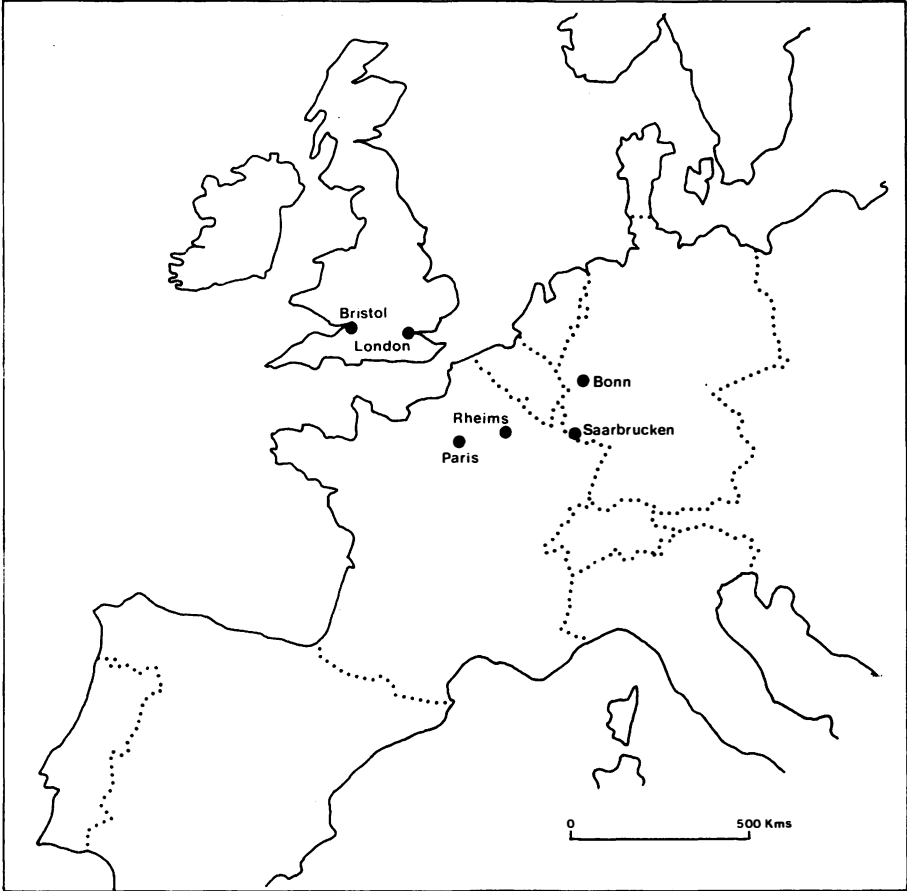 Bristol
London
Bonn
Rheims
Saarbrucken
Paris
0 500 Kms